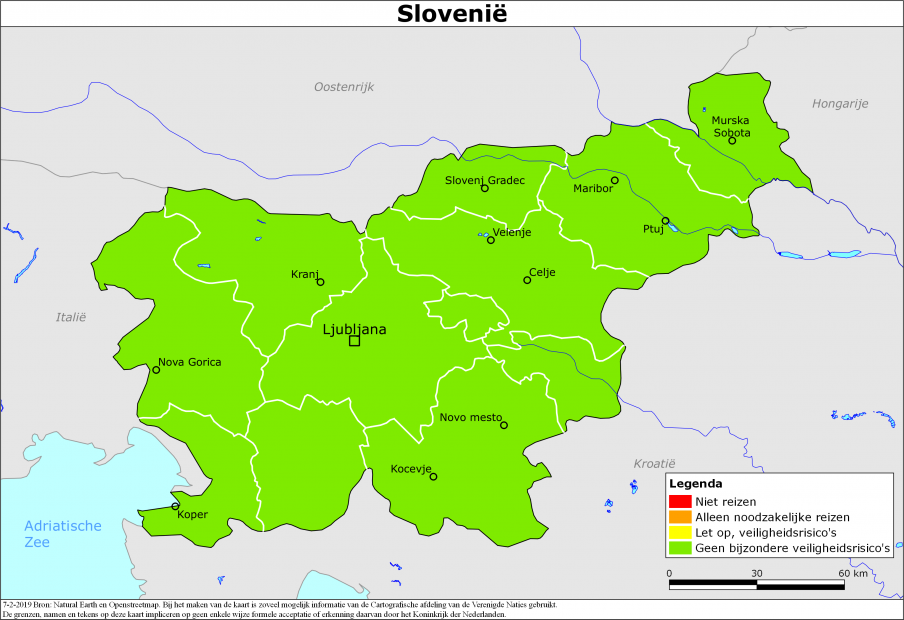 Slovenië
Oostenrijk
Hongarije
Murska
Sobota
Slovenj Gradec
Maribor
Ptuj
Velenje
Celje
Kranj
Italië
Ljubljana
Nova Gorica
Novo mesto
Kocevje
Kroatië
Koper
Adriatische
Zee
Legenda
Niet reizen
Alleen noodzakelijke reizen
Let op, veiligheidsrisico's
Geen bijzondere veiligheidsrisico's
0 30 60 km
7-2-2019 Bron: Natural Earth en Openstreetmap. Bij het maken van de kaart is zoveel mogelijk informatie van de Cartografische afdeling van de Verenigde Naties gebruikt.
De grenzen, namen en tekens op deze kaart impliceren op geen enkele wijze formele acceptatie of erkenning daarvan door het Koninkrijk der Nederlanden.